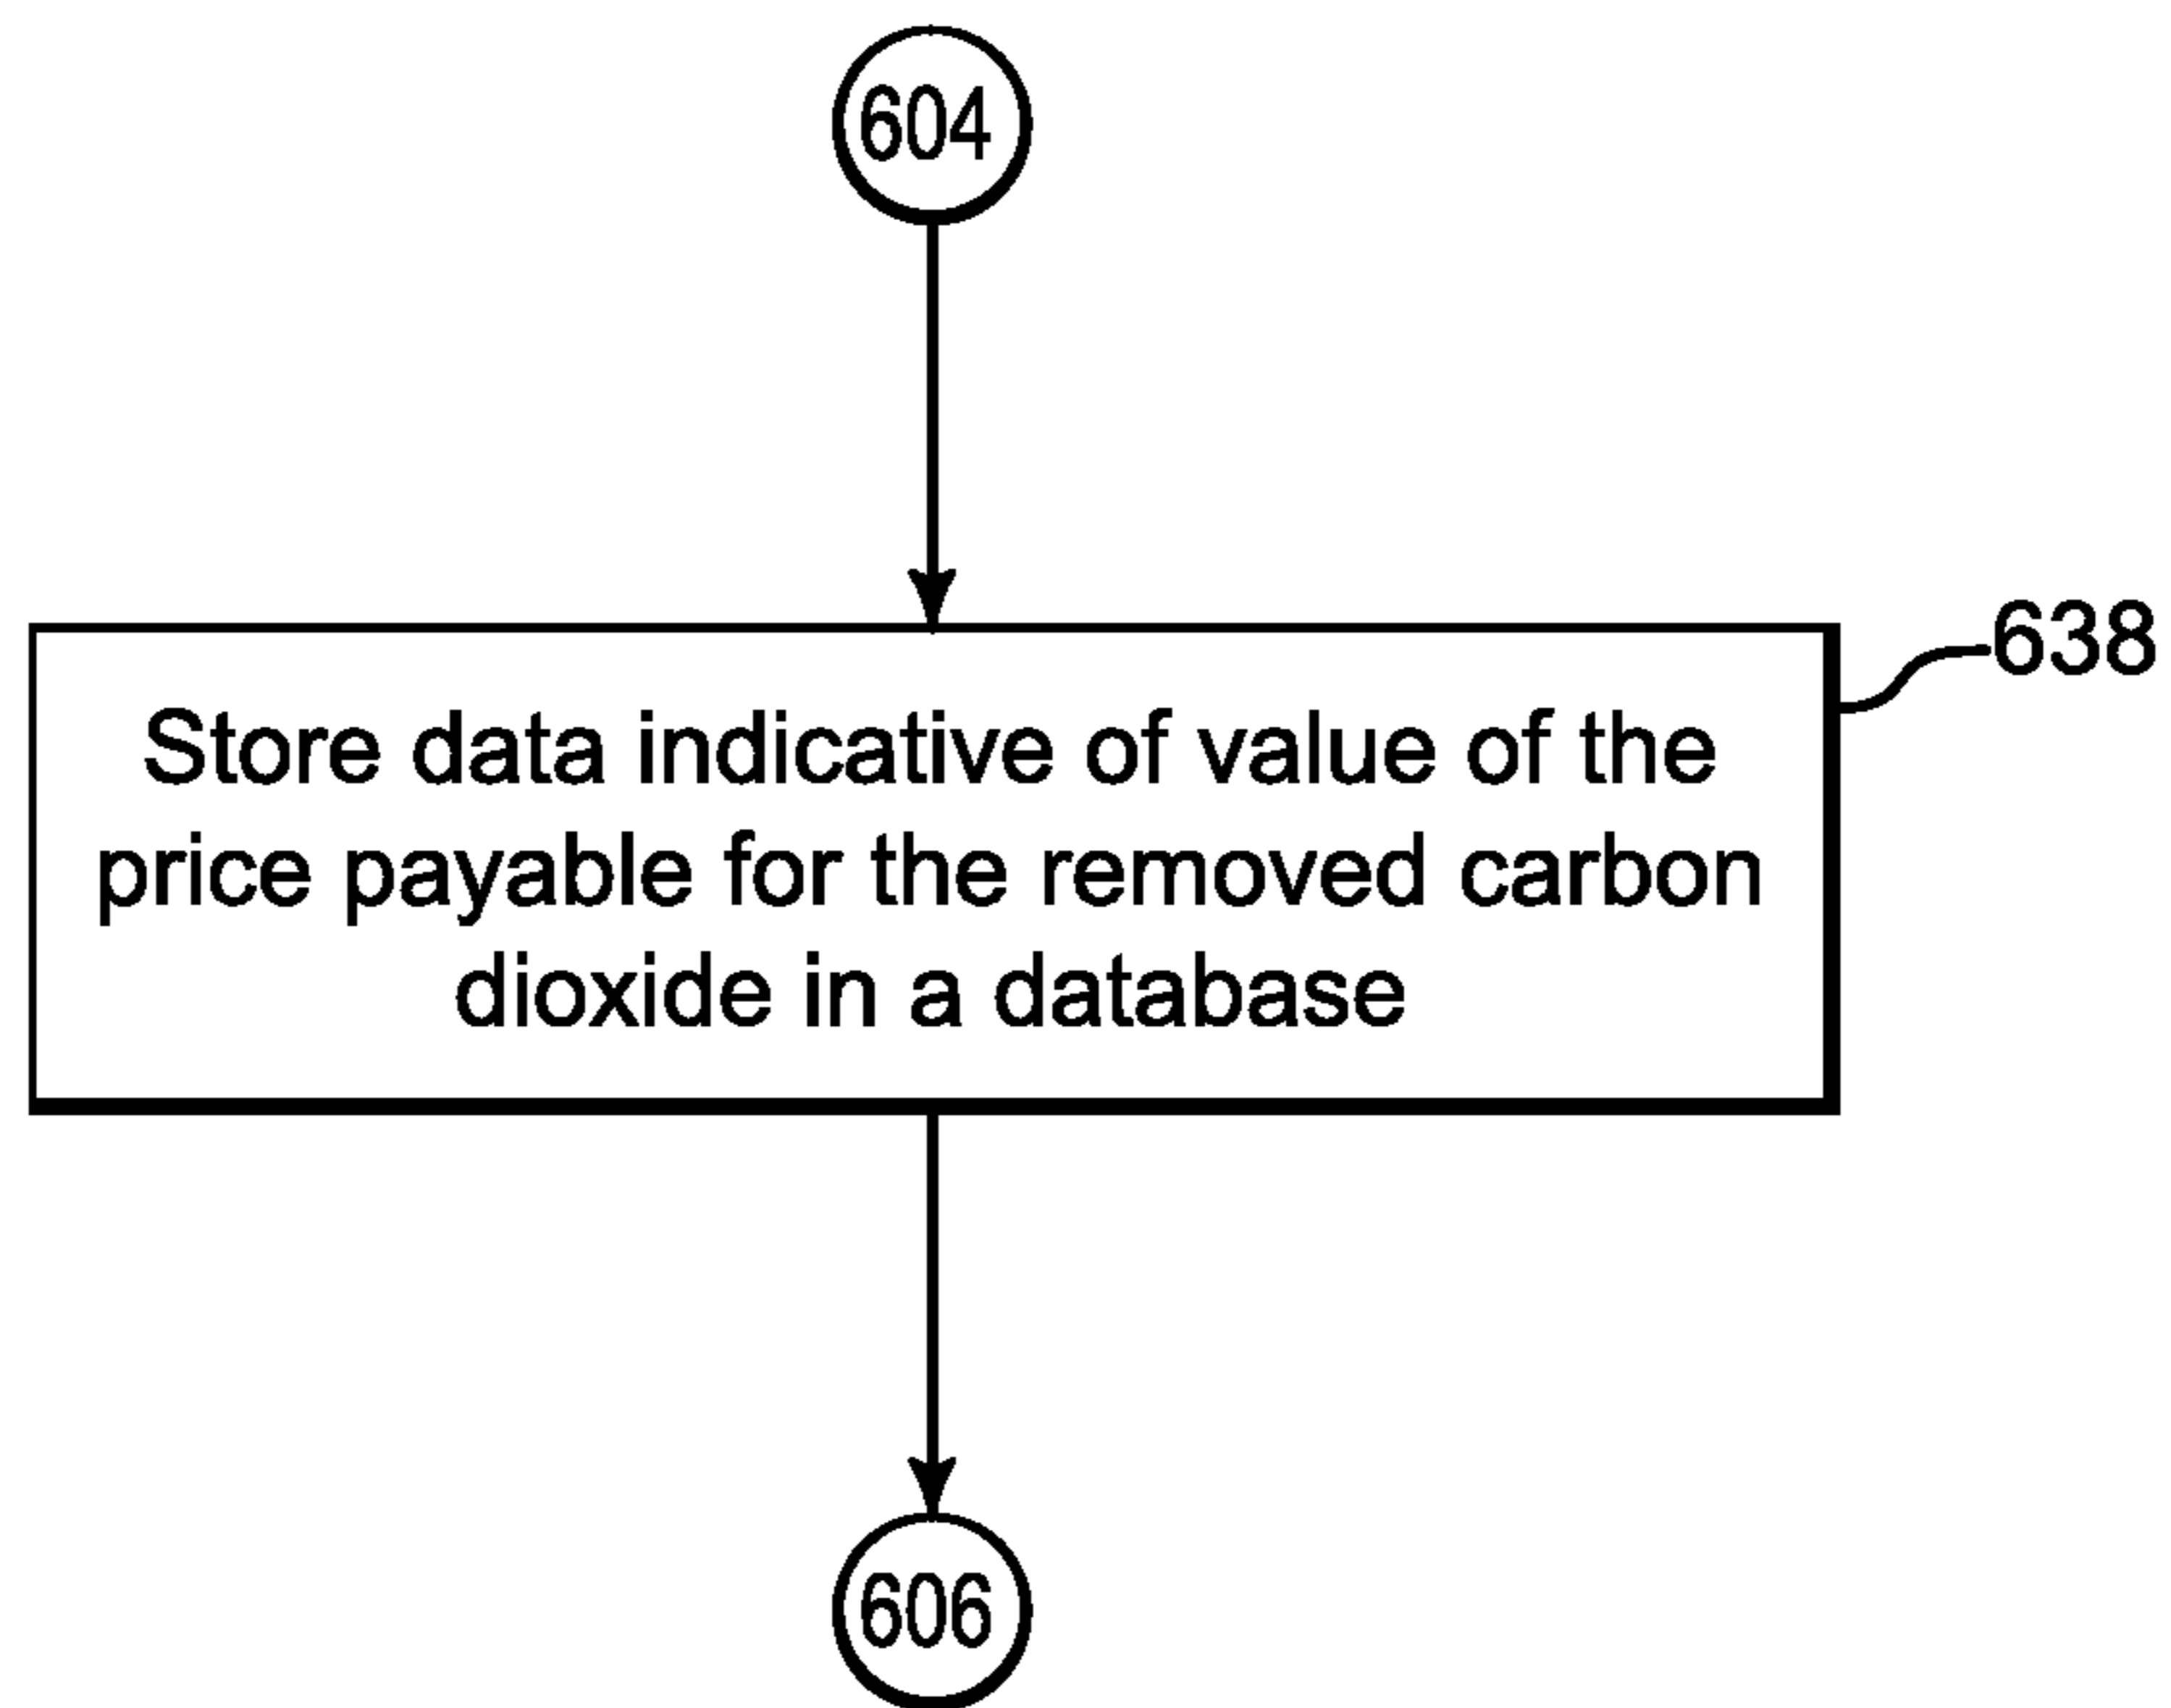 604
638
Store data indicative of value of the
price payable for the removed carbon
dioxide in a database
606